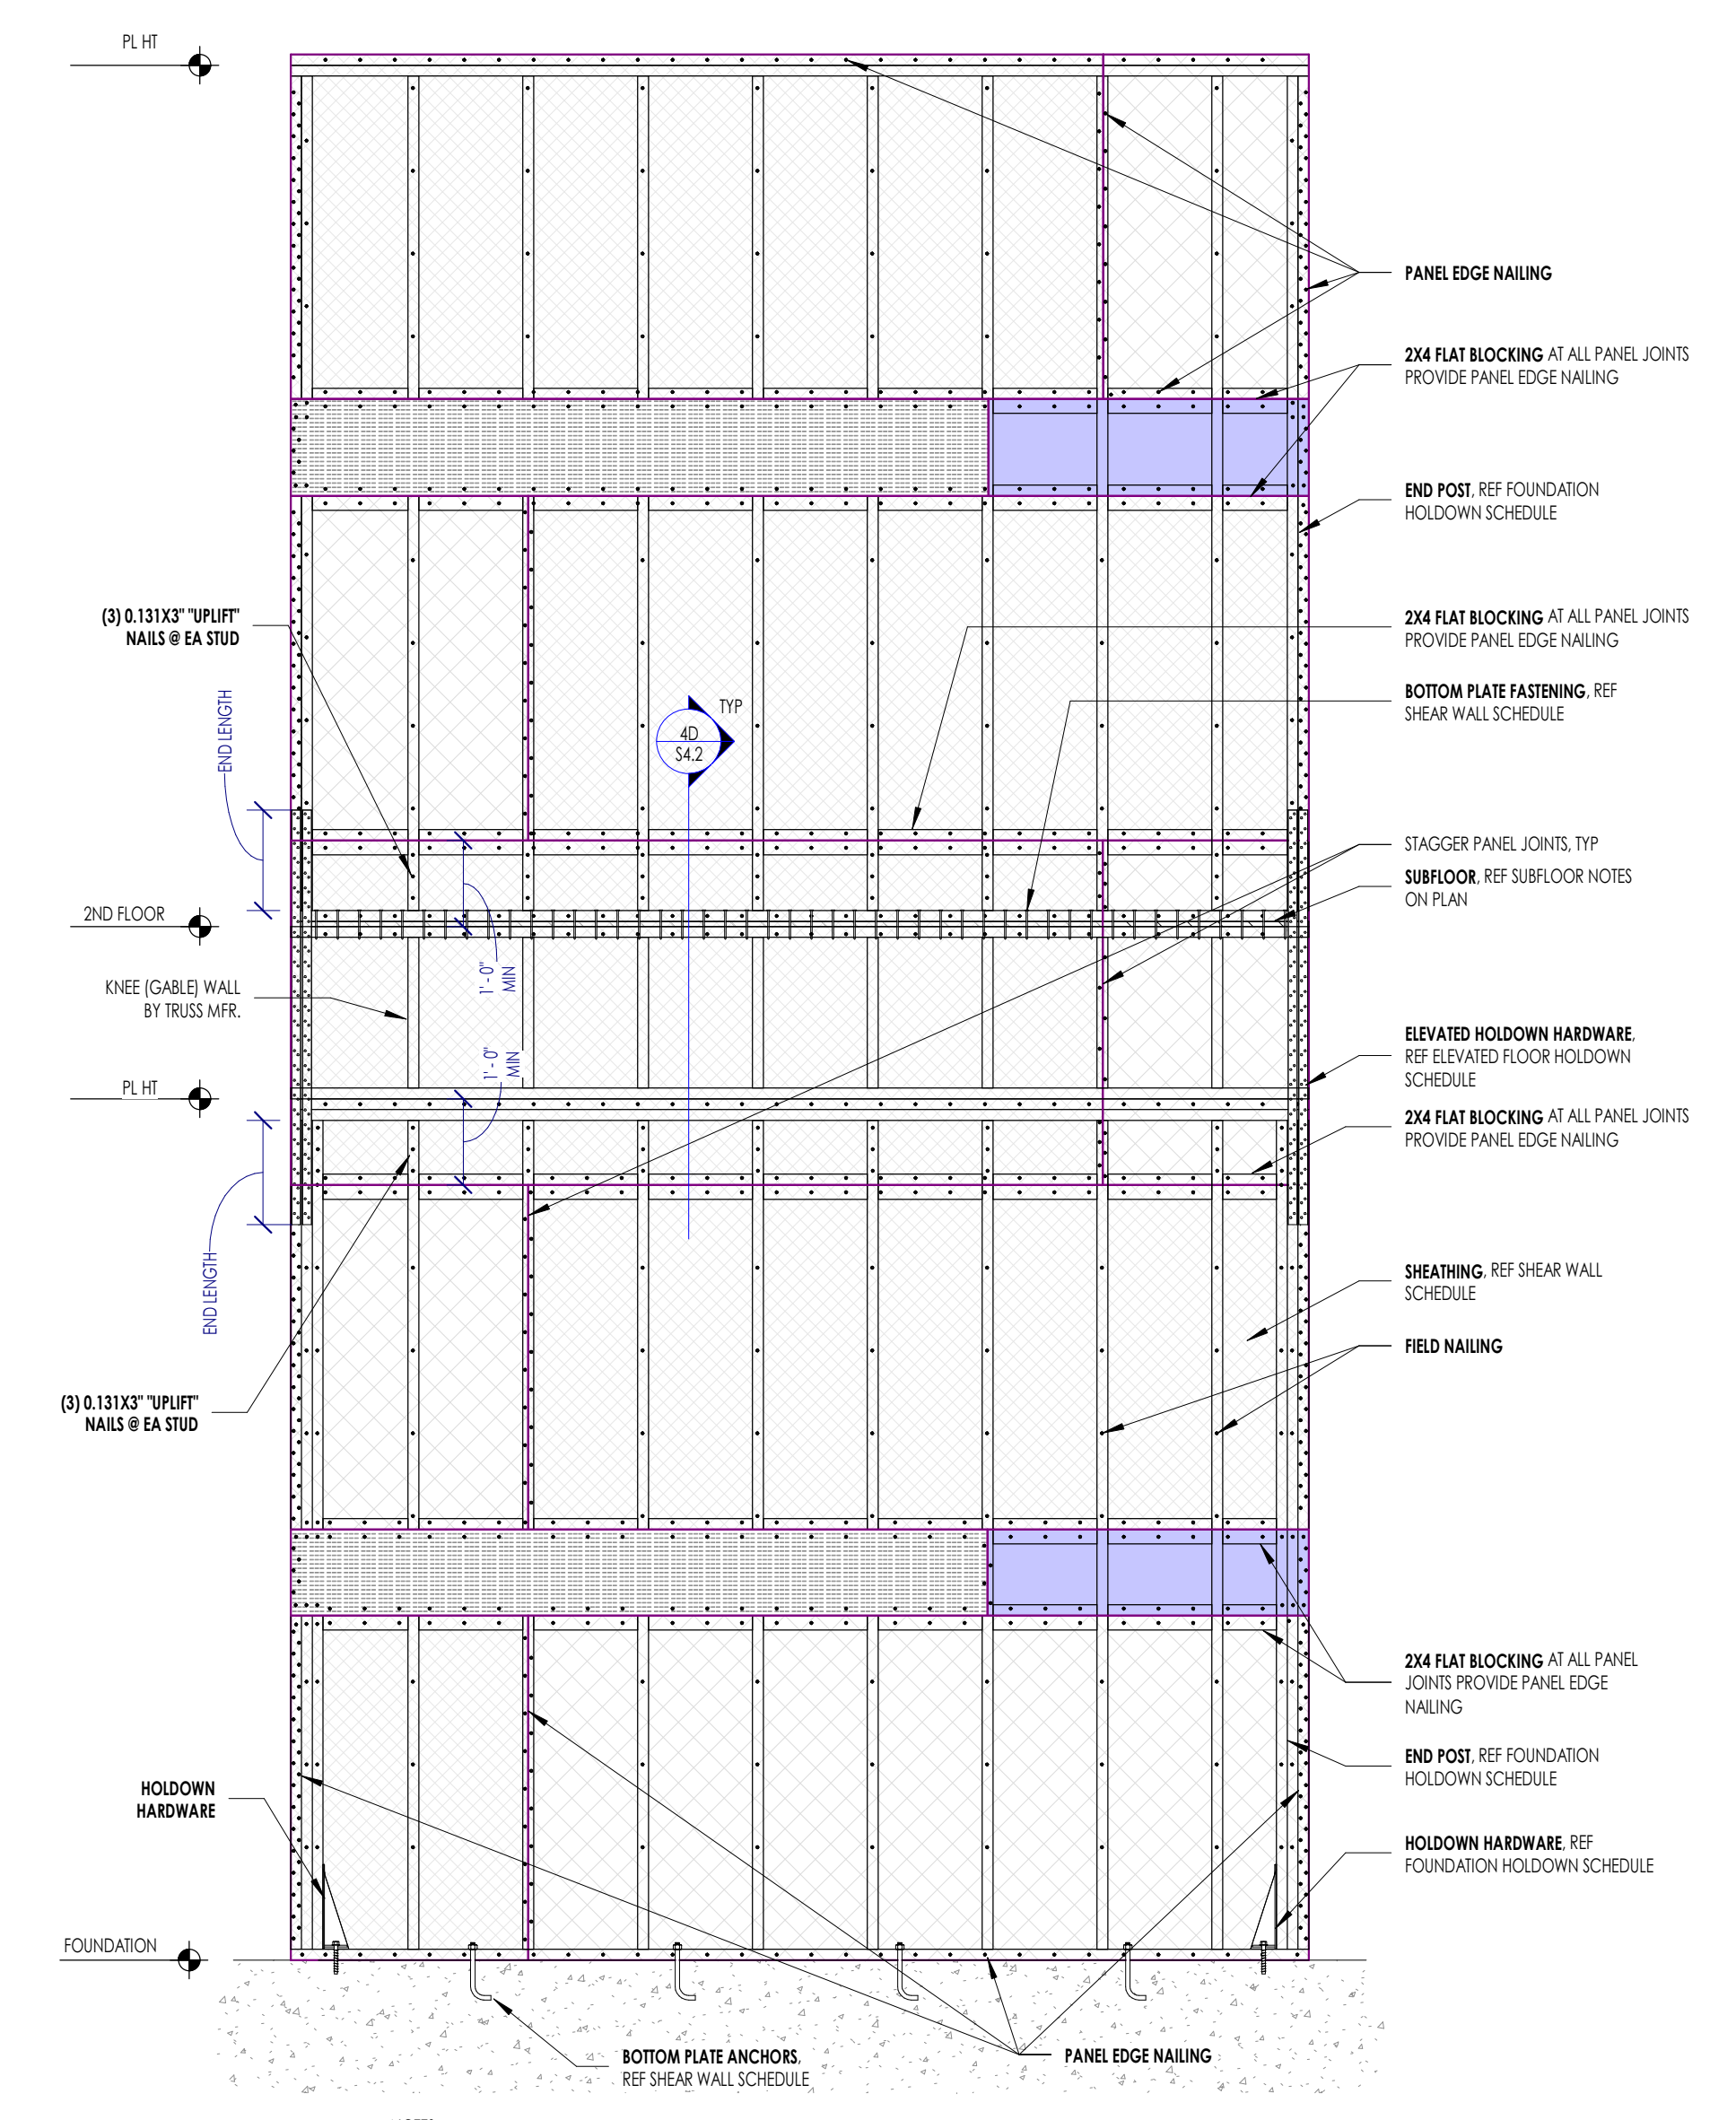 PL HT
PANEL EDGE NAILING
2X4 FLAT BLOCKING AT ALL PANEL JOINTS
PROVIDE PANEL EDGE NAILING
END POST, REF FOUNDATION
HOLDOWN SCHEDULE
(3) 0.131X3" "UPLIFT"
NAILS @ EA STUD
2X4 FLAT BLOCKING AT ALL PANEL JOINTS
PROVIDE PANEL EDGE NAILING
END LENGTH
BOTTOM PLATE FASTENING, REF
SHEAR WALL SCHEDULE
TYP
4D
S4.2
STAGGER PANEL JOINTS, TYP
SUBFLOOR, REF SUBFLOOR NOTES
ON PLAN
2ND FLOOR
1' - 0"
MIN
KNEE (GABLE) WALL
BY TRUSS MFR.
1' - 0"
MIN
ELEVATED HOLDOWN HARDWARE,
REF ELEVATED FLOOR HOLDOWN
SCHEDULE
PL HT
2X4 FLAT BLOCKING AT ALL PANEL JOINTS
PROVIDE PANEL EDGE NAILING
END LENGTH
SHEATHING, REF SHEAR WALL
SCHEDULE
FIELD NAILING
(3) 0.131X3" "UPLIFT"
NAILS @ EA STUD
2X4 FLAT BLOCKING AT ALL PANEL
JOINTS PROVIDE PANEL EDGE
NAILING
END POST, REF FOUNDATION
HOLDOWN SCHEDULE
HOLDOWN
HARDWARE
HOLDOWN HARDWARE, REF
FOUNDATION HOLDOWN SCHEDULE
FOUNDATION
BOTTOM PLATE ANCHORS,
REF SHEAR WALL SCHEDULE
PANEL EDGE NAILING